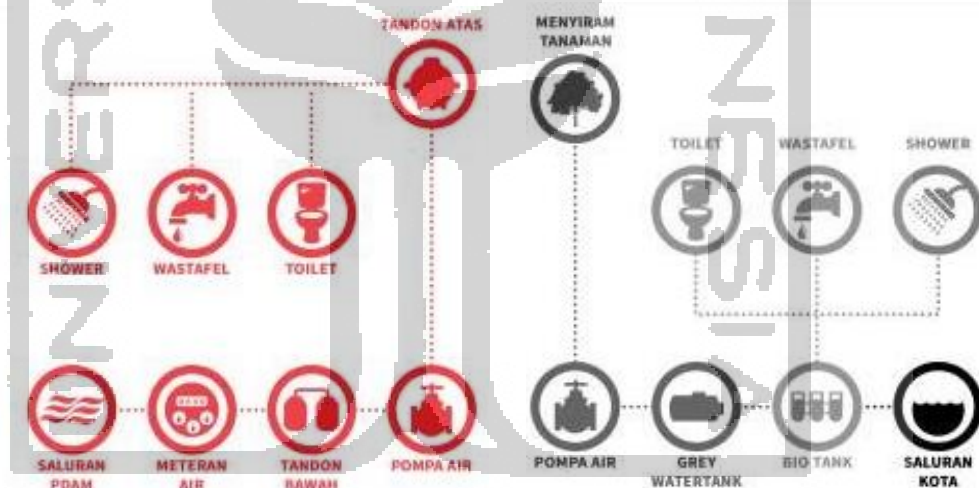 TANDON ATAS
MENYIRAM
TANAMAN
TOILET
WASTAFEL
SHOWER
SHOWER
WASTAFEL
TOILET
SALURAN
PDAM
METERAN
AIR
TANDON
BAWAH
POMPA AIR
POMPA AIR
GREY
WATERTANK
BIO TANK
SALURAN
KOTA